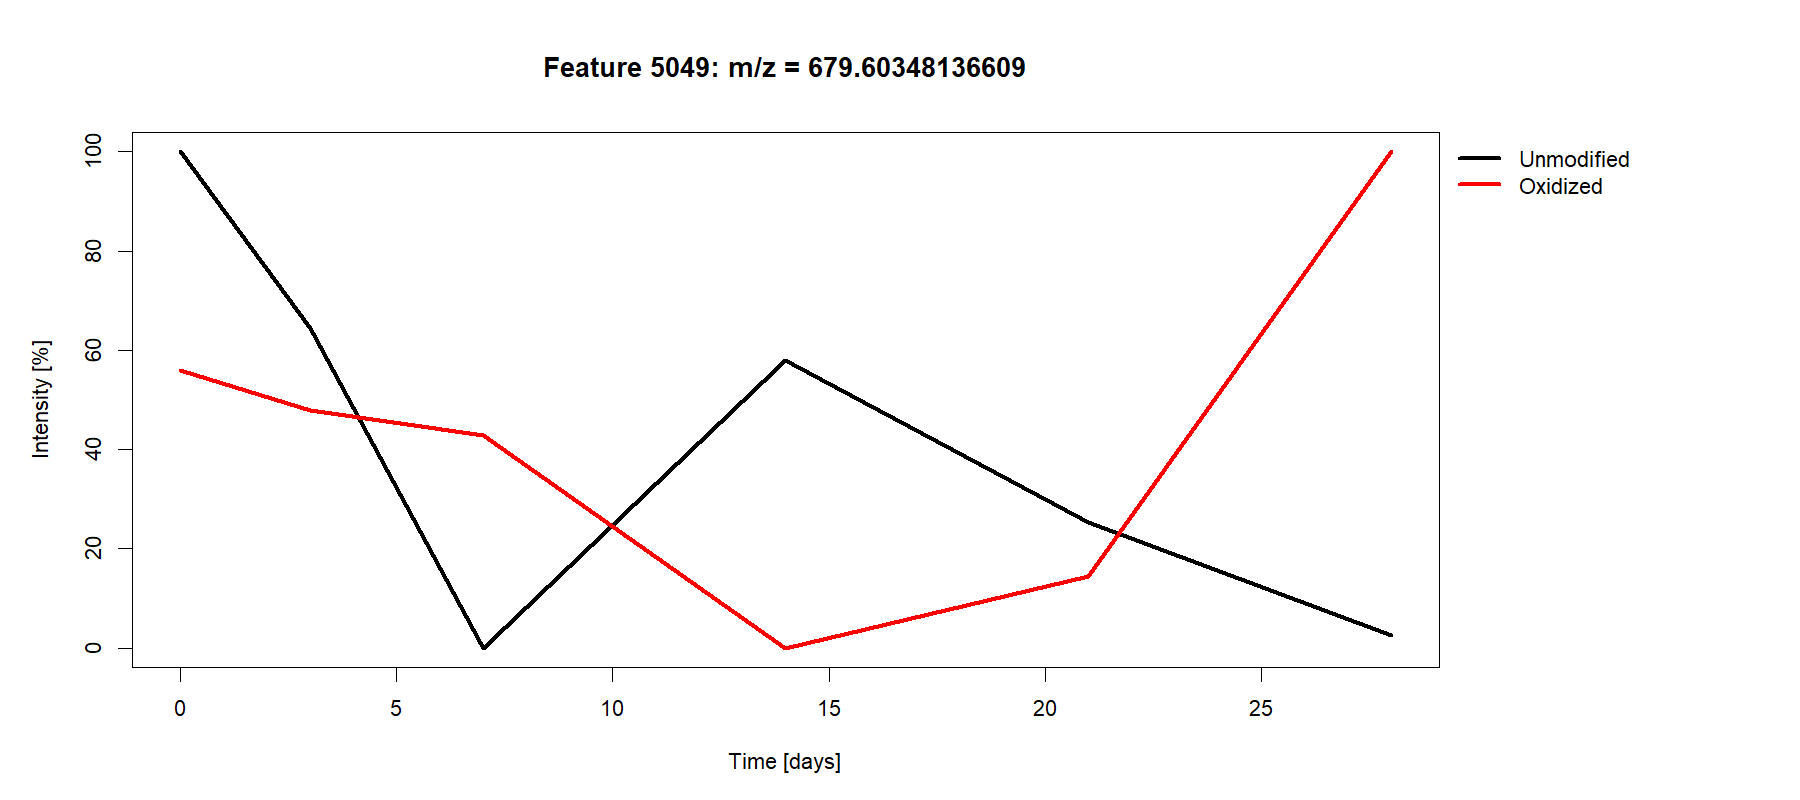 Feature 5049: m/z = 679.60348136609
Unmodified
Oxidized
Intensity [%]
100
80
60
40
20
0
0 5 10 15 20 25
Time [days]